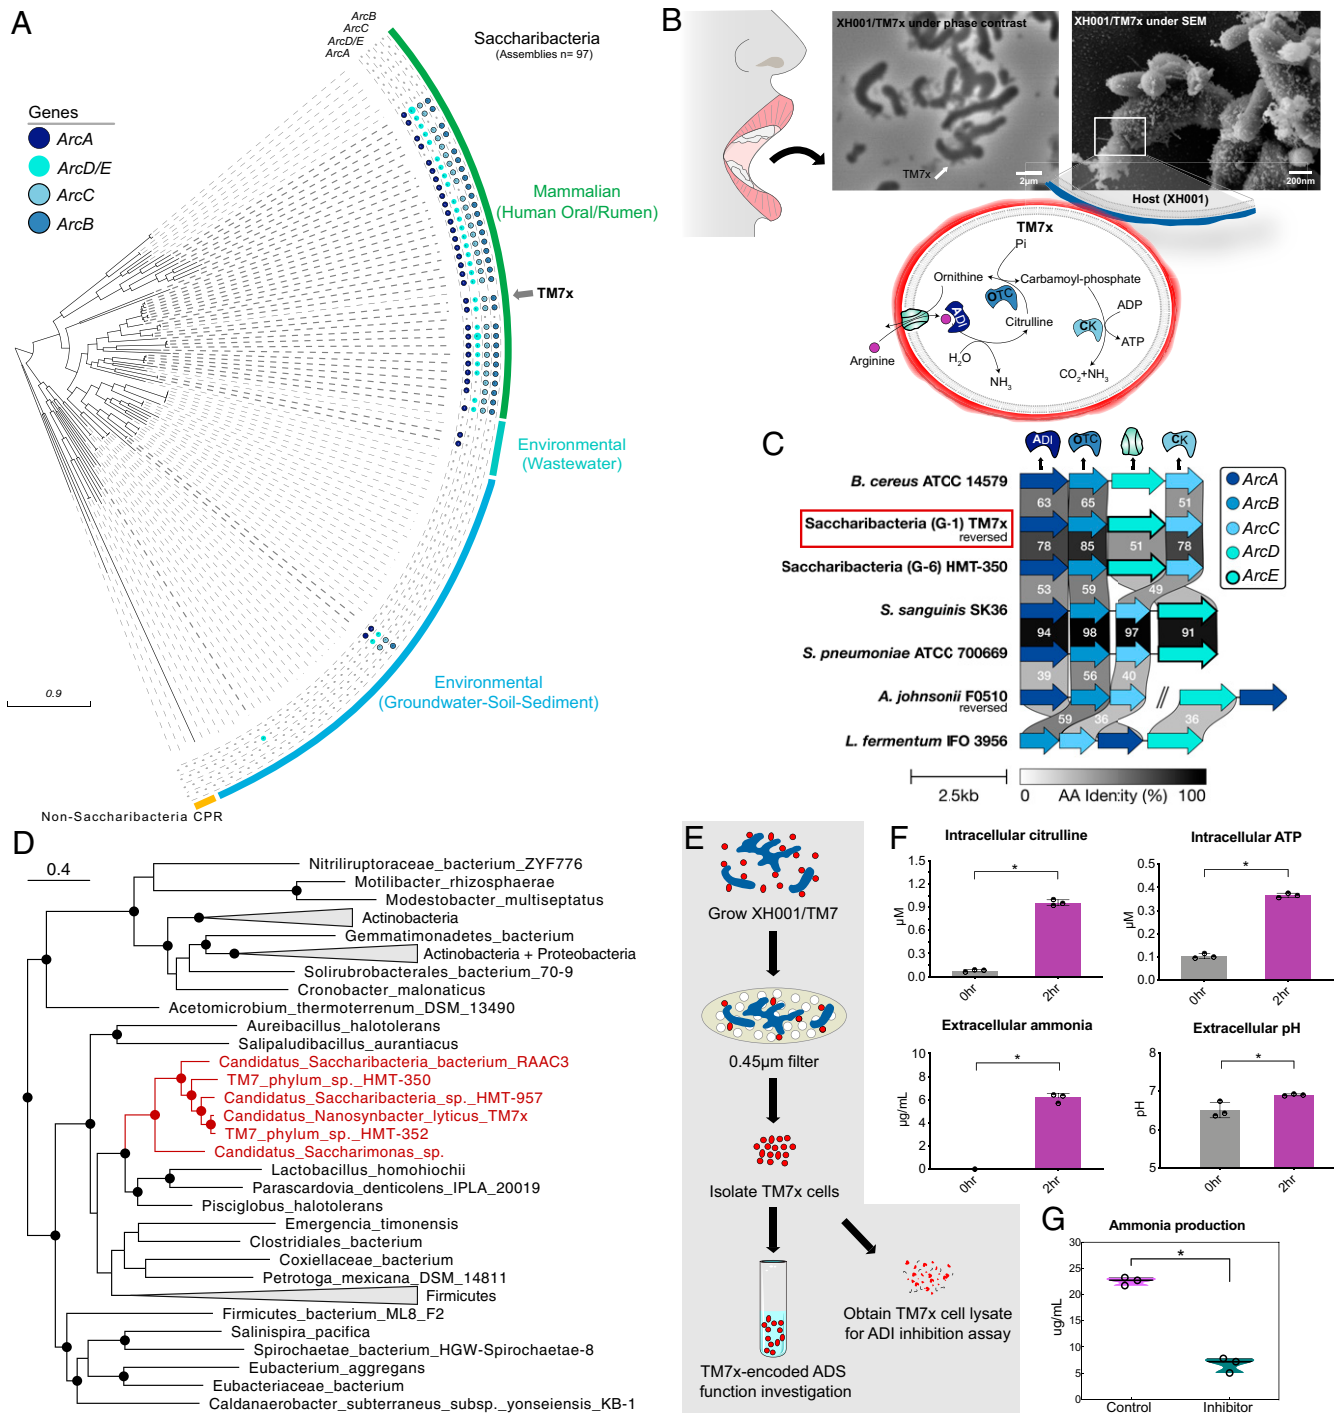 A
ArcB
ArcC
ArcD/E
ArcA
Saccharibacteria
(Assemblies n= 97)
Genes
ArcA
ArcD/E
ArcC
ArcB
Mammalian
(Human Oral/Rumen)
TM7x
Environmental
(Wastewater)
Environmental
(Groundwater-Soil-Sediment)
0.9
Non-Saccharibacteria CPR
B
XH001/TM7x under phase contrast
TM7x
2µm
XH001/TM7x under SEM
200nm
Host (XH001)
TM7x
Pi
Ornithine
Carbamoyl-phosphate
OTC
ADI
Citrulline
ADP
CK
ATP
Arginine
H2O
NH3
CO2+NH3
C
ADI
OTC
CK
B. cereus ATCC 14579
63
65
51
Saccharibacteria (G-1) TM7x
reversed
78
85
51
78
Saccharibacteria (G-6) HMT-350
53
59
49
S. sanguinis SK36
94
98
97
91
S. pneumoniae ATCC 700669
39
56
40
A. johnsonii F0510
reversed
//
59
36
36
L. fermentum IFO 3956
ArcA
ArcB
ArcC
ArcD
ArcE
2.5kb
0 AA Identity (%) 100
D
0.4
Nitriliruptoraceae_bacterium_ZYF776
Motilibacter_rhizosphaerae
Modestobacter_multiseptatus
Actinobacteria
Gemmatimonadetes_bacterium
Actinobacteria + Proteobacteria
Solirubrobacterales_bacterium_70-9
Cronobacter_malonaticus
Acetomicrobium_thermoterrenum_DSM_13490
Aureibacillus_halotolerans
Salipaludibacillus_aurantiacus
Candidatus_Saccharibacteria_bacterium_RAAC3
TM7_phylum_sp._HMT-350
Candidatus_Saccharibacteria_sp._HMT-957
Candidatus_Nanosynbacter_lyticus_TM7x
TM7_phylum_sp._HMT-352
Candidatus_Saccharimonas_sp.
Lactobacillus_homohiochii
Parascardovia_denticolens_IPLA_20019
Pisciglobus_halotolerans
Emergencia_timonensis
Clostridiales_bacterium
Coxiellaceae_bacterium
Petrotoga_mexicana_DSM_14811
Firmicutes
Firmicutes_bacterium_ML8_F2
Salinispira_pacifica
Spirochaetae_bacterium_HGW-Spirochaetae-8
Eubacterium_aggregans
Eubacteriaceae_bacterium
Caldanaerobacter_subterraneus_subsp._yonseiensis_KB-1
E
Grow XH001/TM7
0.45µm filter
Isolate TM7x cells
Obtain TM7x cell lysate
for ADI inhibition assay
TM7x-encoded ADS
function investigation
F
Intracellular citrulline
1.5
*
0.9
µM
0.6
0.3
0.0
0hr
2hr
Intracellular ATP
0.5
*
0.4
0.3
µM
0.2
0.1
0.0
0hr
2hr
Extracellular ammonia
8
*
6
µg/mL
4
2
0
0hr
2hr
Extracellular pH
8
*
7
pH
6
5
0hr
2hr
G
Ammonia production
30
*
25
20
ug/mL
15
10
5
0
Control
Inhibitor